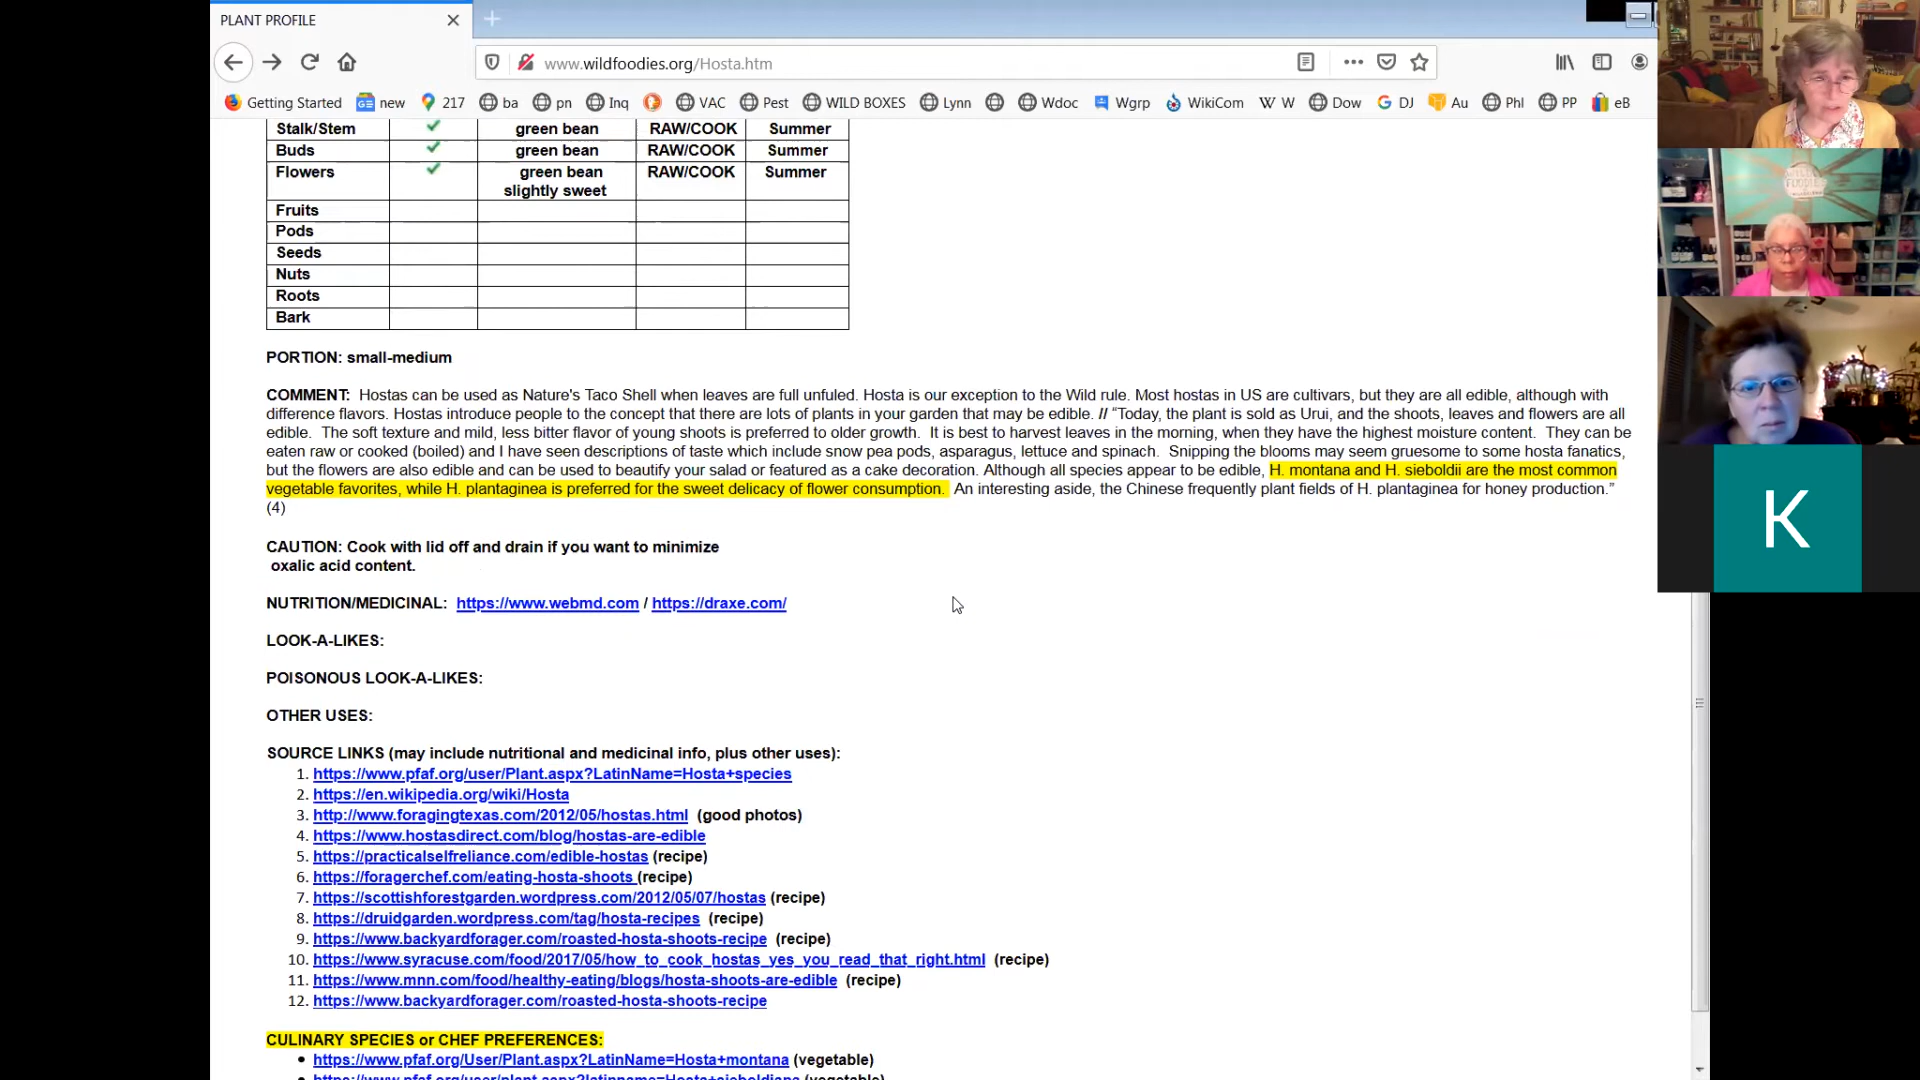 PLANT PROFILE
www.wildfoodies.org/Hosta.htm
Getting Started new 217 ba pn Inq VAC Pest WILD BOXES Lynn Wdoc Wgrp WikiCom W W Dow G DJ Au Phl PP eB
Stalk/Stem green bean RAW/COOK Summer
Buds green bean RAW/COOK Summer
Flowers green bean RAW/COOK Summer
slightly sweet
Fruits
Pods
Seeds
Nuts
Roots
Bark
PORTION: small-medium
COMMENT: Hostas can be used as Nature's Taco Shell when leaves are full unfuled. Hosta is our exception to the Wild rule. Most hostas in US are cultivars, but they are all edible, although with
difference flavors. Hostas introduce people to the concept that there are lots of plants in your garden that may be edible. // “Today, the plant is sold as Urui, and the shoots, leaves and flowers are all
edible. The soft texture and mild, less bitter flavor of young shoots is preferred to older growth. It is best to harvest leaves in the morning, when they have the highest moisture content. They can be
eaten raw or cooked (boiled) and I have seen descriptions of taste which include snow pea pods, asparagus, lettuce and spinach. Snipping the blooms may seem gruesome to some hosta fanatics,
but the flowers are also edible and can be used to beautify your salad or featured as a cake decoration. Although all species appear to be edible, H. montana and H. sieboldii are the most common
vegetable favorites, while H. plantaginea is preferred for the sweet delicacy of flower consumption. An interesting aside, the Chinese frequently plant fields of H. plantaginea for honey production.”
(4)
CAUTION: Cook with lid off and drain if you want to minimize
oxalic acid content.
NUTRITION/MEDICINAL: https://www.webmd.com / https://draxe.com/
LOOK-A-LIKES:
POISONOUS LOOK-A-LIKES:
OTHER USES:
SOURCE LINKS (may include nutritional and medicinal info, plus other uses):
1. https://www.pfaf.org/user/Plant.aspx?LatinName=Hosta+species
2. https://en.wikipedia.org/wiki/Hosta
3. http://www.foragingtexas.com/2012/05/hostas.html (good photos)
4. https://www.hostasdirect.com/blog/hostas-are-edible
5. https://practicalselfreliance.com/edible-hostas (recipe)
6. https://foragerchef.com/eating-hosta-shoots (recipe)
7. https://scottishforestgarden.wordpress.com/2012/05/07/hostas (recipe)
8. https://druidgarden.wordpress.com/tag/hosta-recipes (recipe)
9. https://www.backyardforager.com/roasted-hosta-shoots-recipe (recipe)
10. https://www.syracuse.com/food/2017/05/how_to_cook_hostas_yes_you_read_that_right.html (recipe)
11. https://www.mnn.com/food/healthy-eating/blogs/hosta-shoots-are-edible (recipe)
12. https://www.backyardforager.com/roasted-hosta-shoots-recipe
CULINARY SPECIES or CHEF PREFERENCES:
• https://www.pfaf.org/User/Plant.aspx?LatinName=Hosta+montana (vegetable)
• https://www.pfaf.org/user/plant.aspx?latinname=Hosta+sieboldiana (vegetable)
K